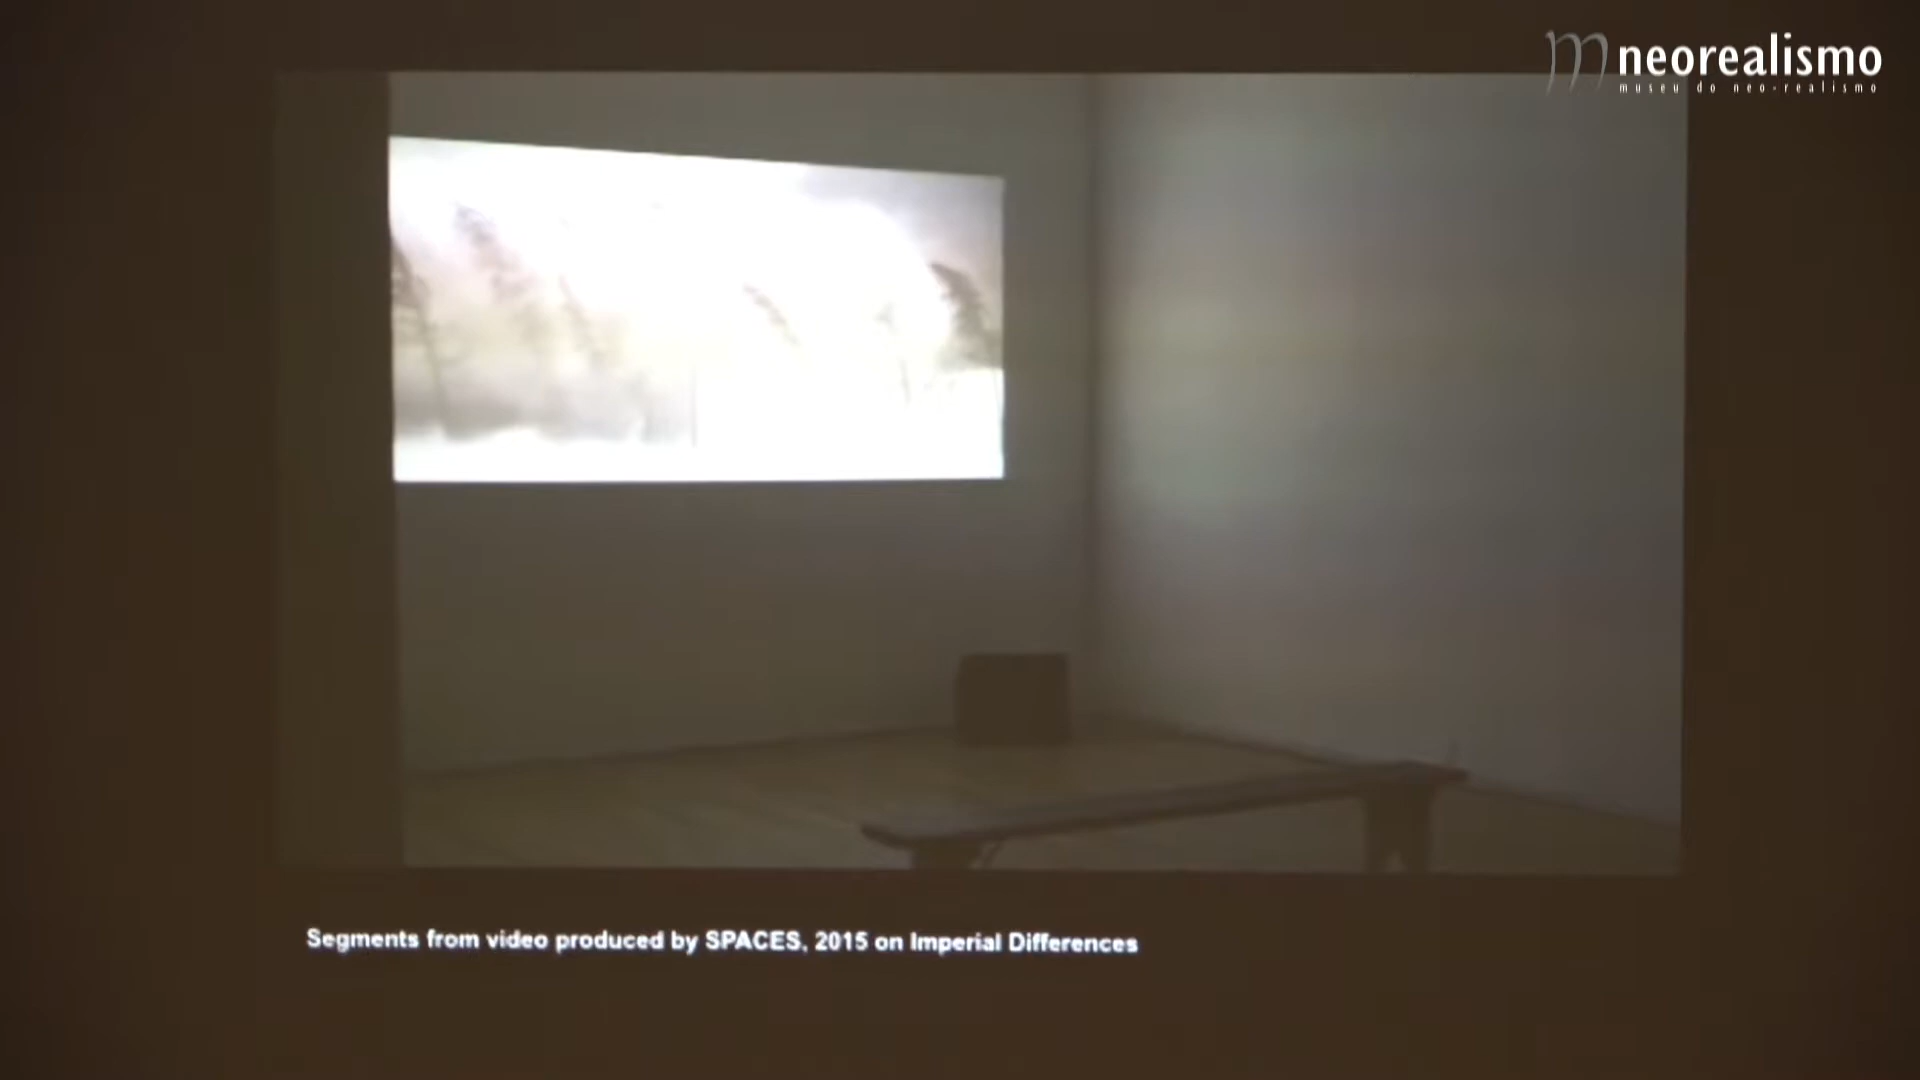 neorealismo
museu do neo-realismo
Segments from video produced by SPACES, 2015 on Imperial Differences